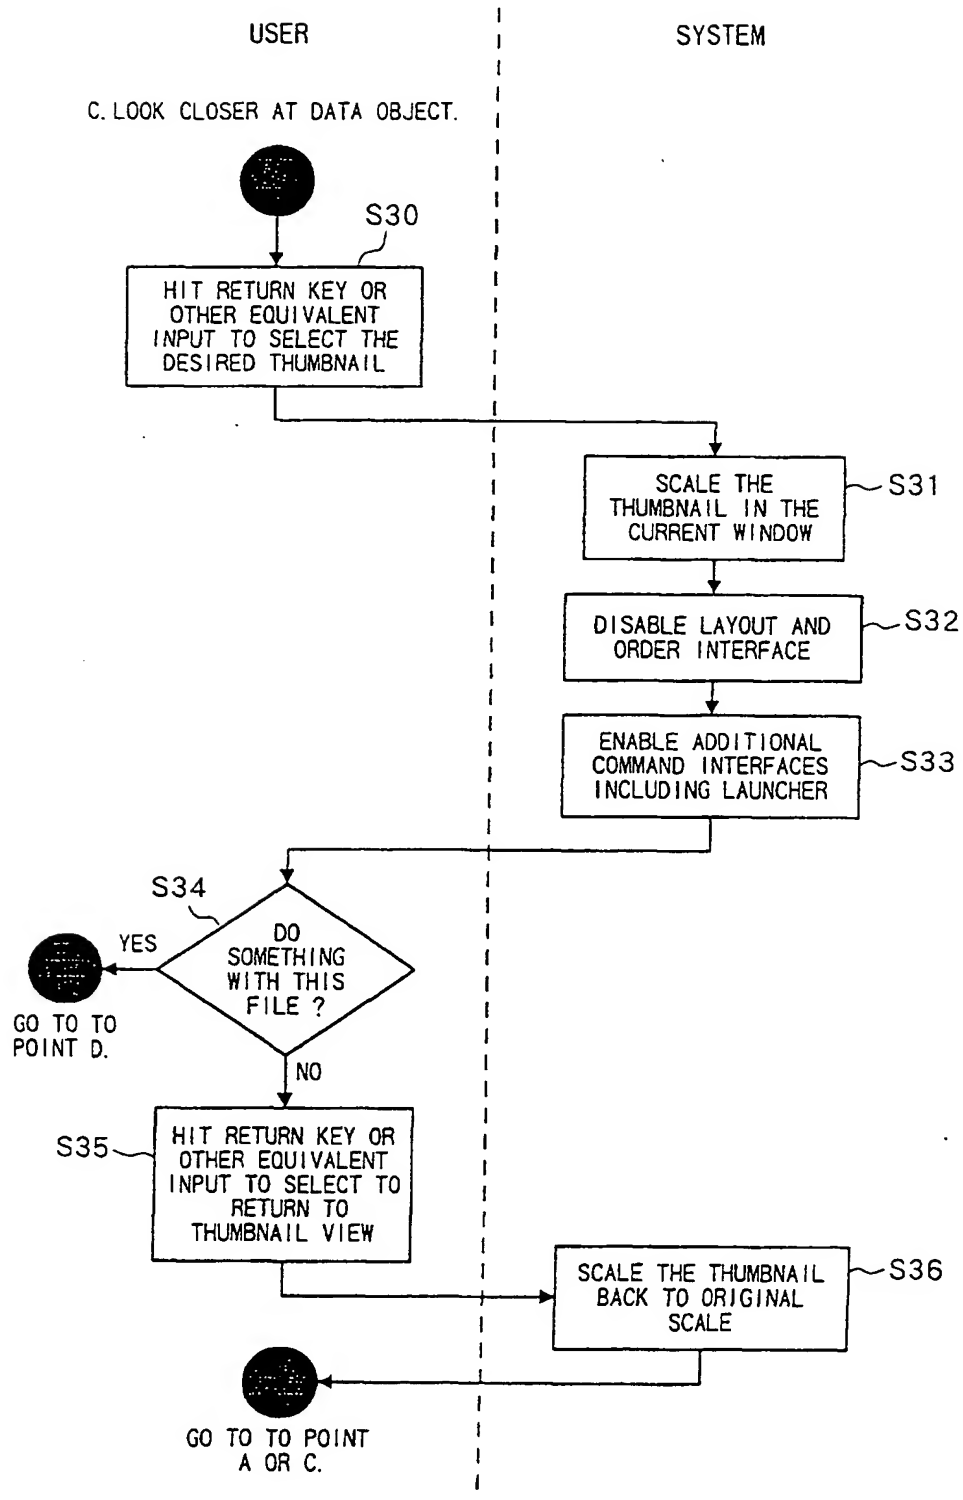 USER
SYSTEM
C. LOOK CLOSER AT DATA OBJECT.
S30
HIT RETURN KEY OR
OTHER EQUIVALENT
INPUT TO SELECT THE
DESIRED THUMBNAIL
SCALE THE
THUMBNAIL IN THE
CURRENT WINDOW
S31
DISABLE LAYOUT AND
ORDER INTERFACE
S32
ENABLE ADDITIONAL
COMMAND INTERFACES
INCLUDING LAUNCHER
S33
S34
DO
SOMETHING
WITH THIS
FILE ?
YES
GO TO TO
POINT D.
NO
S35
HIT RETURN KEY OR
OTHER EQUIVALENT
INPUT TO SELECT TO
RETURN TO
THUMBNAIL VIEW
SCALE THE THUMBNAIL
BACK TO ORIGINAL
SCALE
S36
GO TO TO POINT
A OR C.